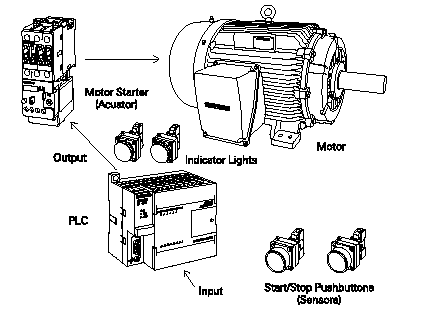 Motor Starter
(Acuator)
Output
Indicator Lights
Motor
PLC
Input
Start/Stop Pushbuttons
(Sensors)